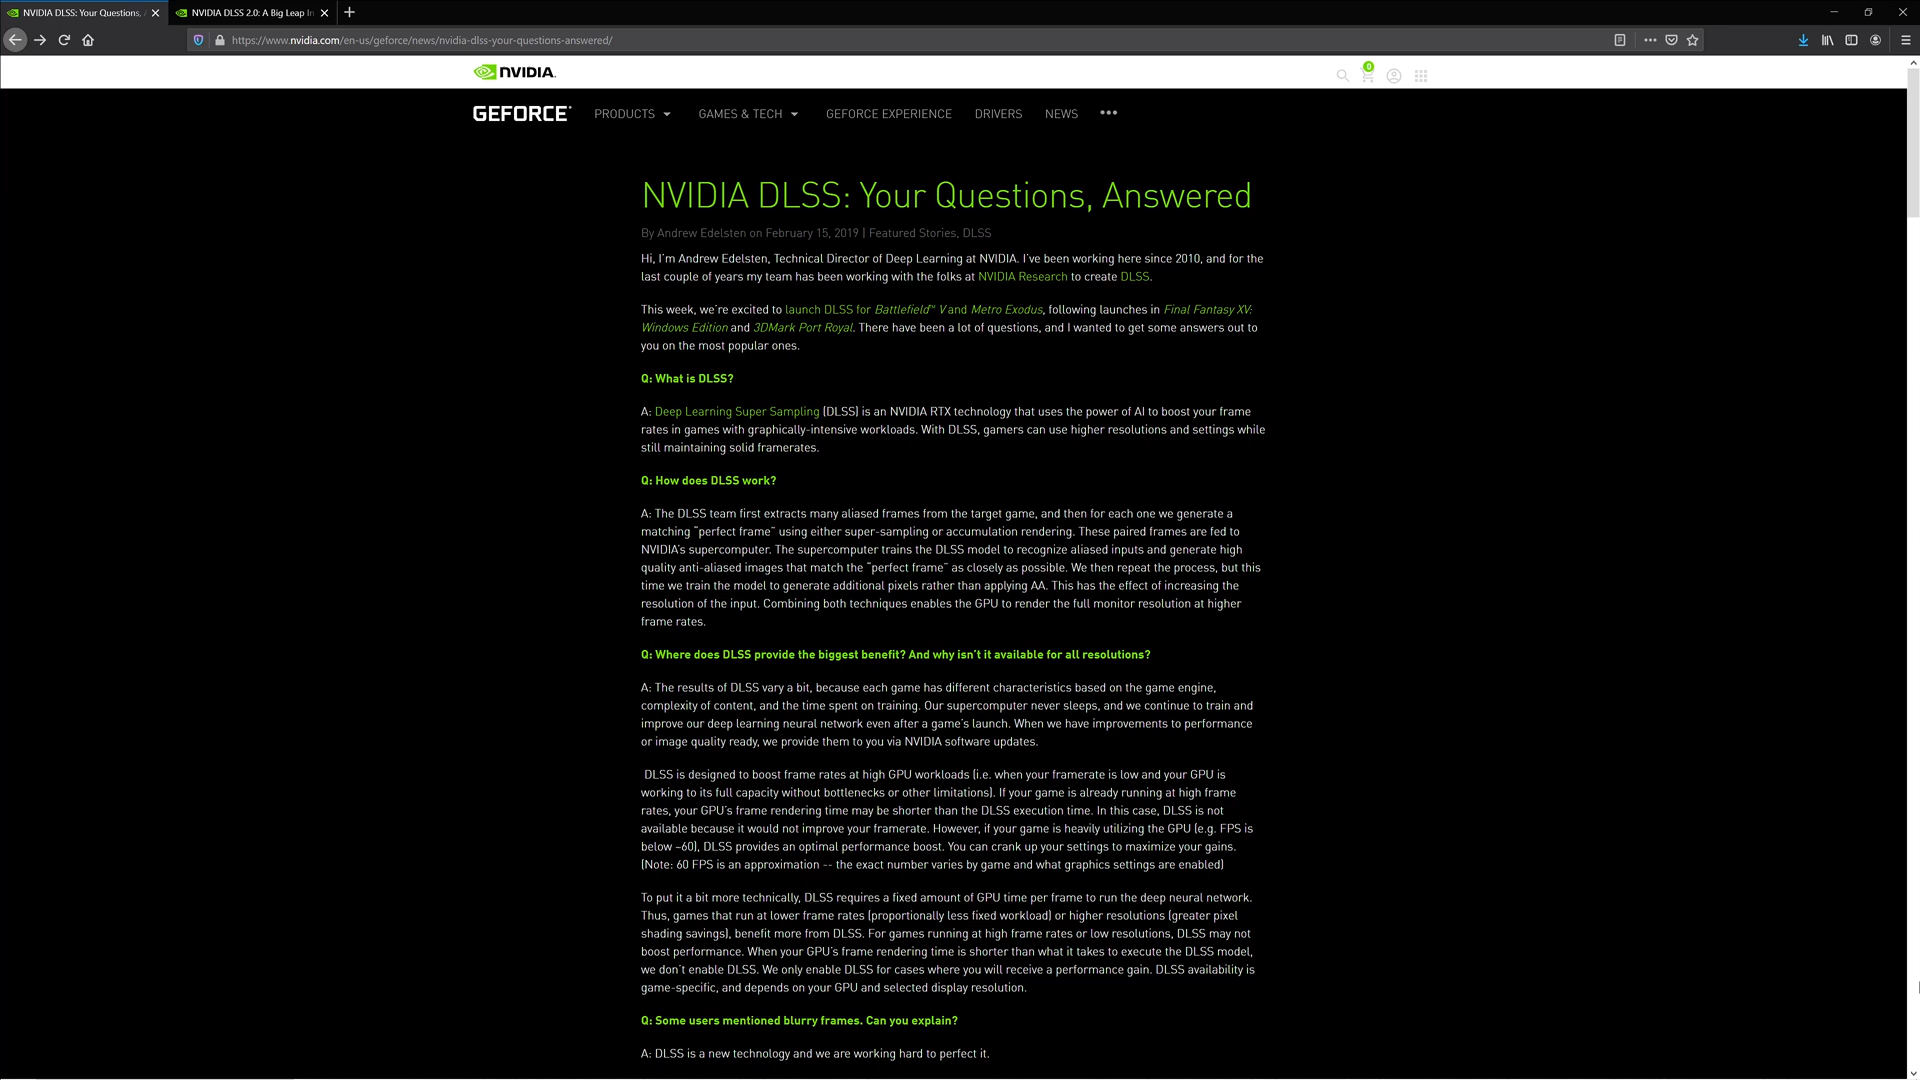 NVIDIA DLSS: Your Questions, A
NVIDIA DLSS 2.0: A Big Leap In
https://www.nvidia.com/en-us/geforce/news/nvidia-dlss-your-questions-answered/
NVIDIA.
0
GEFORCE
PRODUCTS
GAMES & TECH
GEFORCE EXPERIENCE
DRIVERS
NEWS
NVIDIA DLSS: Your Questions, Answered
By Andrew Edelsten on February 15, 2019 | Featured Stories, DLSS
Hi, I'm Andrew Edelsten, Technical Director of Deep Learning at NVIDIA. I've been working here since 2010, and for the
last couple of years my team has been working with the folks at NVIDIA Research to create DLSS.
This week, we're excited to launch DLSS for Battlefield™ V and Metro Exodus, following launches in Final Fantasy XV:
Windows Edition and 3DMark Port Royal. There have been a lot of questions, and I wanted to get some answers out to
you on the most popular ones.
Q: What is DLSS?
A: Deep Learning Super Sampling (DLSS) is an NVIDIA RTX technology that uses the power of AI to boost your frame
rates in games with graphically-intensive workloads. With DLSS, gamers can use higher resolutions and settings while
still maintaining solid framerates.
Q: How does DLSS work?
A: The DLSS team first extracts many aliased frames from the target game, and then for each one we generate a
matching "perfect frame" using either super-sampling or accumulation rendering. These paired frames are fed to
NVIDIA's supercomputer. The supercomputer trains the DLSS model to recognize aliased inputs and generate high
quality anti-aliased images that match the "perfect frame" as closely as possible. We then repeat the process, but this
time we train the model to generate additional pixels rather than applying AA. This has the effect of increasing the
resolution of the input. Combining both techniques enables the GPU to render the full monitor resolution at higher
frame rates.
Q: Where does DLSS provide the biggest benefit? And why isn't it available for all resolutions?
A: The results of DLSS vary a bit, because each game has different characteristics based on the game engine,
complexity of content, and the time spent on training. Our supercomputer never sleeps, and we continue to train and
improve our deep learning neural network even after a game's launch. When we have improvements to performance
or image quality ready, we provide them to you via NVIDIA software updates.
DLSS is designed to boost frame rates at high GPU workloads (i.e. when your framerate is low and your GPU is
working to its full capacity without bottlenecks or other limitations). If your game is already running at high frame
rates, your GPU's frame rendering time may be shorter than the DLSS execution time. In this case, DLSS is not
available because it would not improve your framerate. However, if your game is heavily utilizing the GPU (e.g. FPS is
below ~60), DLSS provides an optimal performance boost. You can crank up your settings to maximize your gains.
(Note: 60 FPS is an approximation -- the exact number varies by game and what graphics settings are enabled)
To put it a bit more technically, DLSS requires a fixed amount of GPU time per frame to run the deep neural network.
Thus, games that run at lower frame rates (proportionally less fixed workload) or higher resolutions (greater pixel
shading savings), benefit more from DLSS. For games running at high frame rates or low resolutions, DLSS may not
boost performance. When your GPU's frame rendering time is shorter than what it takes to execute the DLSS model,
we don't enable DLSS. We only enable DLSS for cases where you will receive a performance gain. DLSS availability is
game-specific, and depends on your GPU and selected display resolution.
Q: Some users mentioned blurry frames. Can you explain?
A: DLSS is a new technology and we are working hard to perfect it.